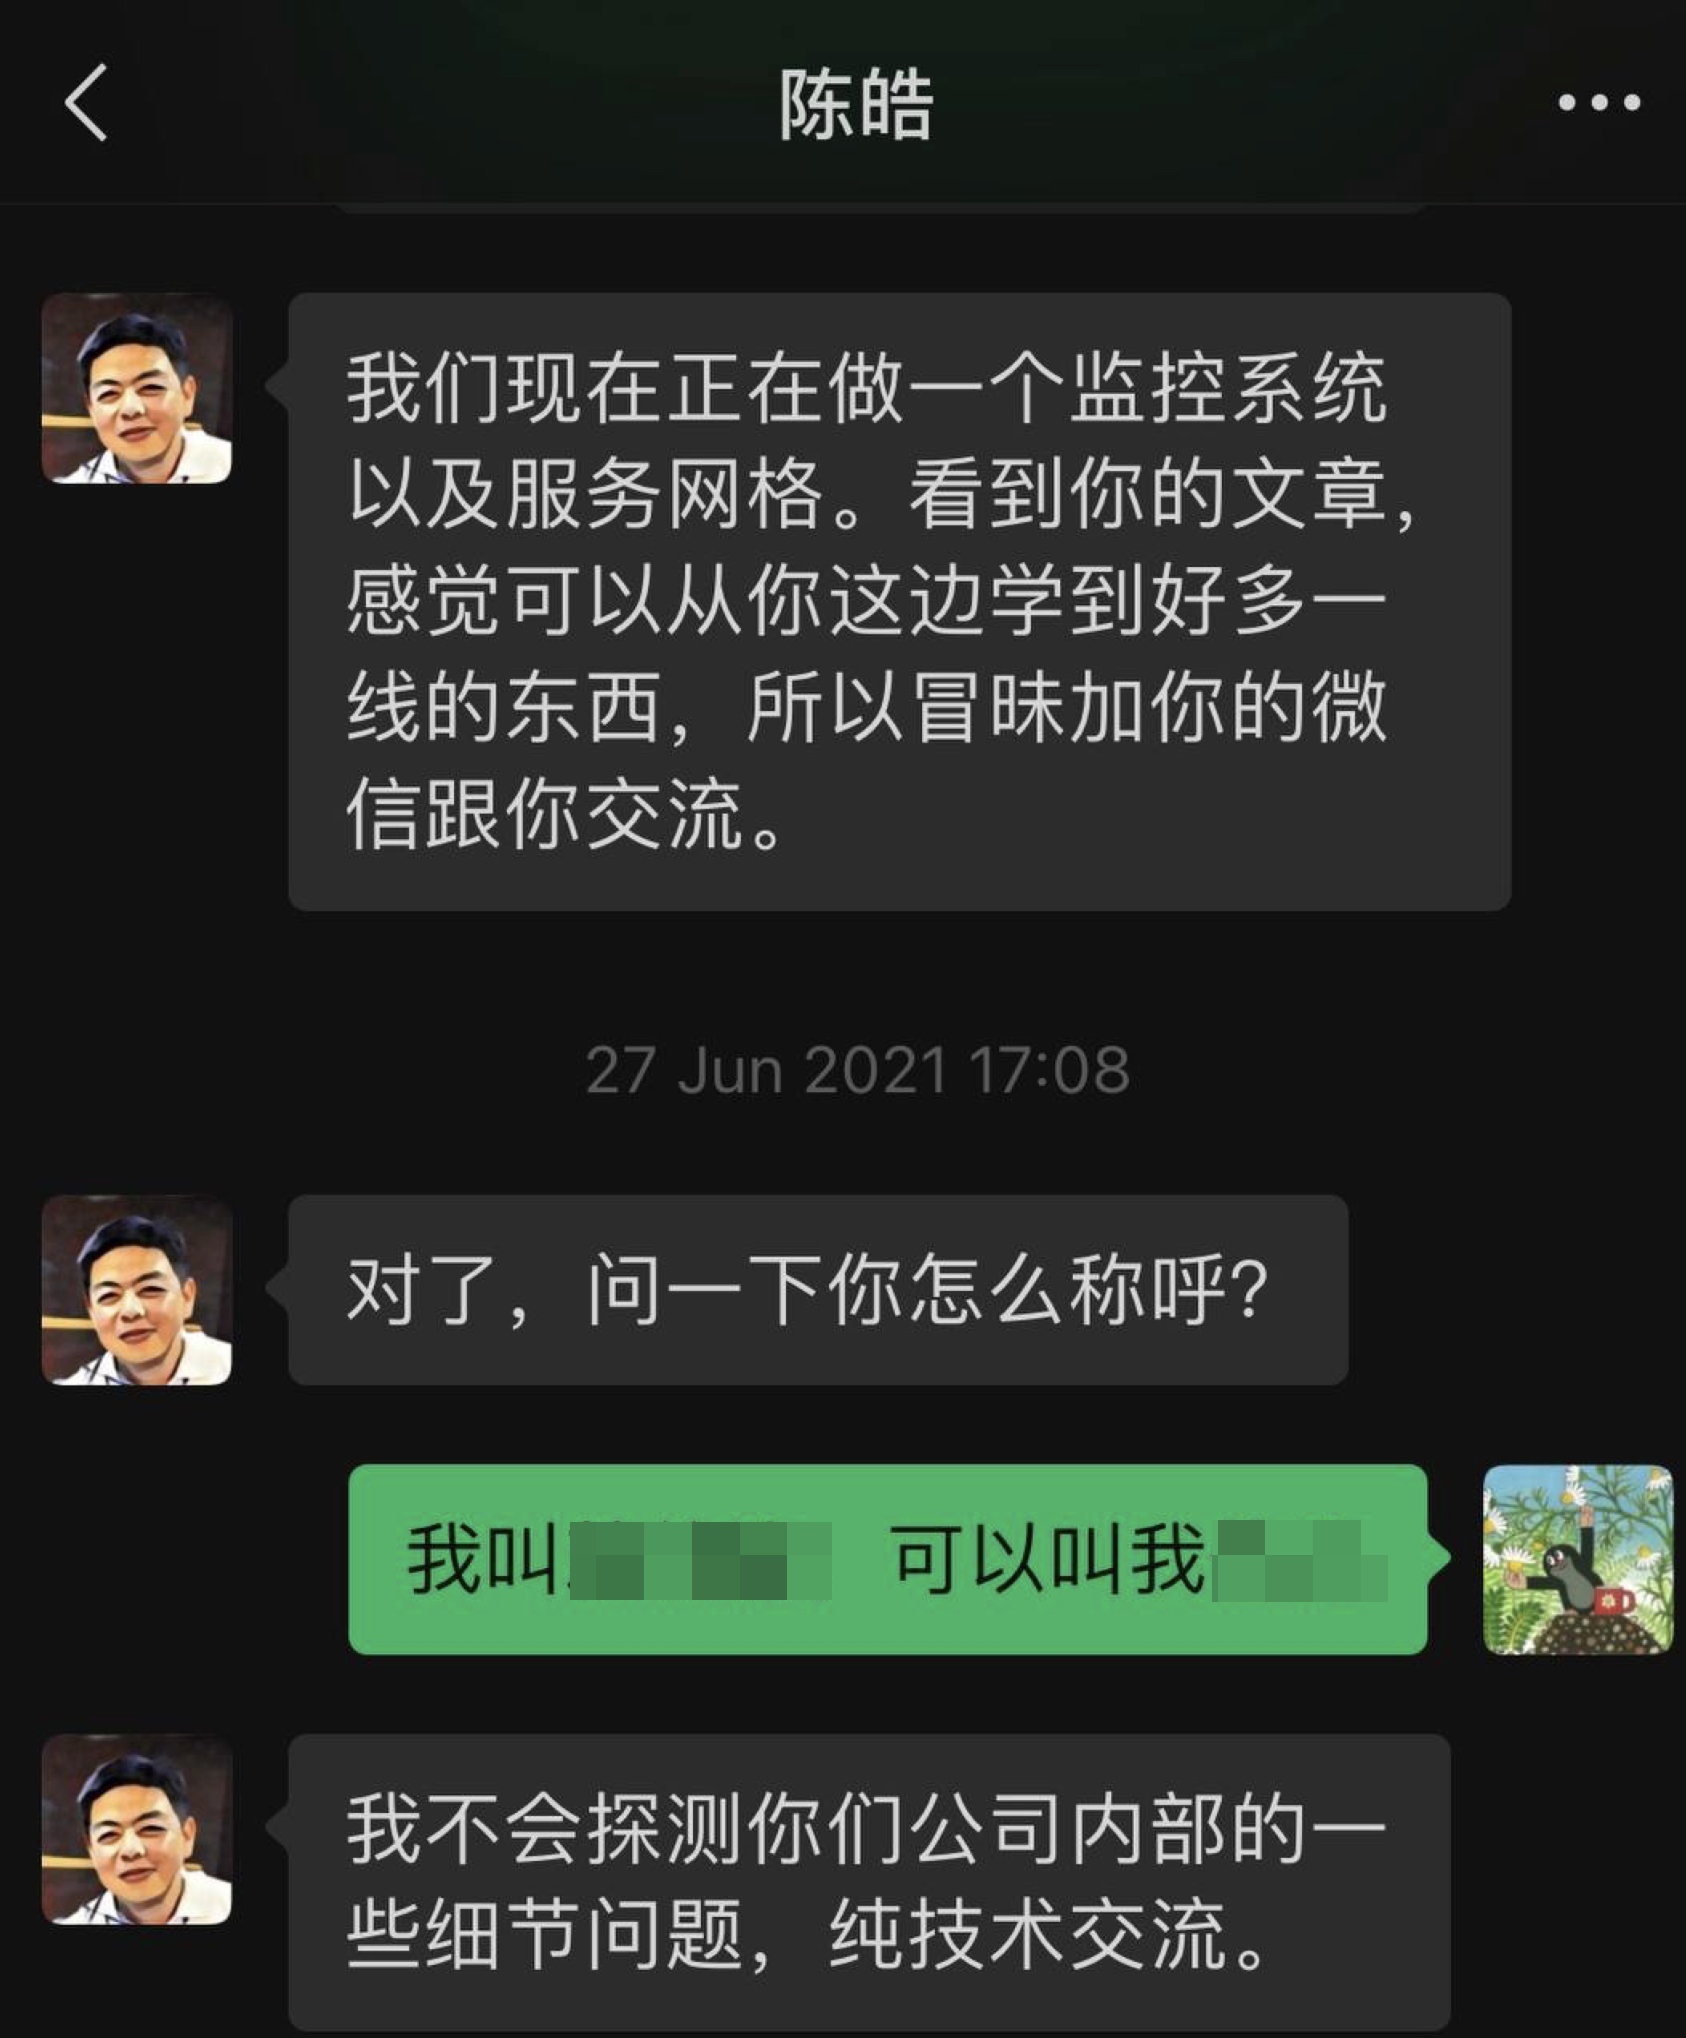 陈皓
我们现在正在做一个监控系统
以及服务网格。看到你的文章，
感觉可以从你这边学到好多一
线的东西，所以冒昧加你的微
信跟你交流。
27 Jun 2021 17:08
对了，问一下你怎么称呼？
我叫 可以叫我
我不会探测你们公司内部的一
些细节问题，纯技术交流。